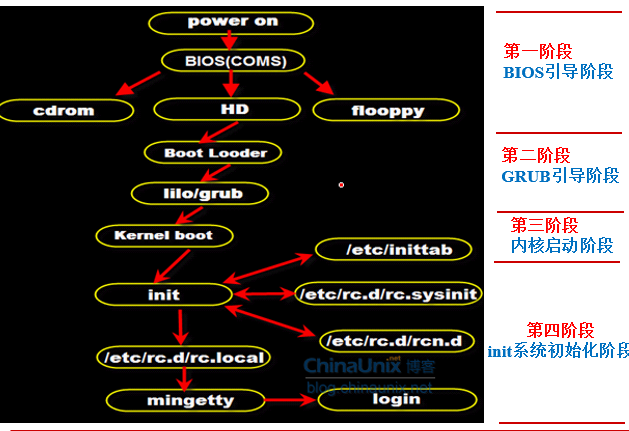 power on
BIOS(COMS)
cdrom
HD
flooppy
Boot Looder
lilo/grub
Kernel boot
init
/etc/inittab
/etc/rc.d/rc.sysinit
/etc/rc.d/rcn.d
/etc/rc.d/rc.local
mingetty
login
ChinaUnix.net 博客
blog.chinaunix.net
第一阶段
BIOS引导阶段
第二阶段
GRUB引导阶段
第三阶段
内核启动阶段
第四阶段
init系统初始化阶段